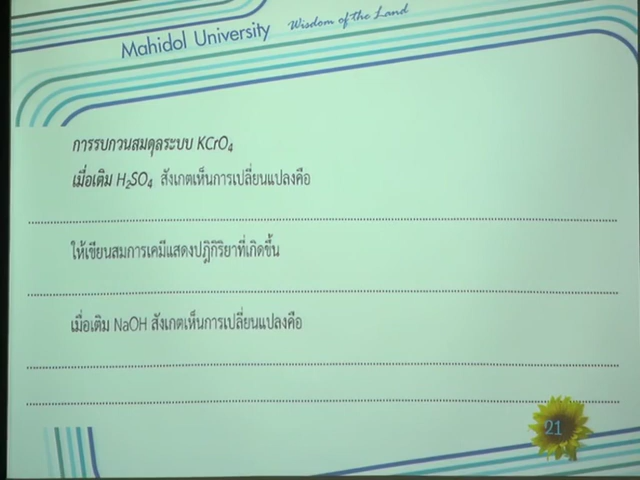 Mahidol University Wisdom of the Land
การรบกวนสมดุลระบบ KCrO₄
เมื่อเติม H₂SO₄ สังเกตเห็นการเปลี่ยนแปลงคือ
ให้เขียนสมการเคมีแสดงปฏิกิริยาที่เกิดขึ้น
เมื่อเติม NaOH สังเกตเห็นการเปลี่ยนแปลงคือ
21